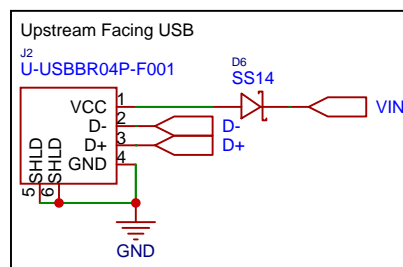 Upstream Facing USB
J2
U-USBBR04P-F001
D6
SS14
VCC 1
VIN
D- 2
D-
D+ 3
D+
GND 4
SHLD 5
SHLD 6
GND